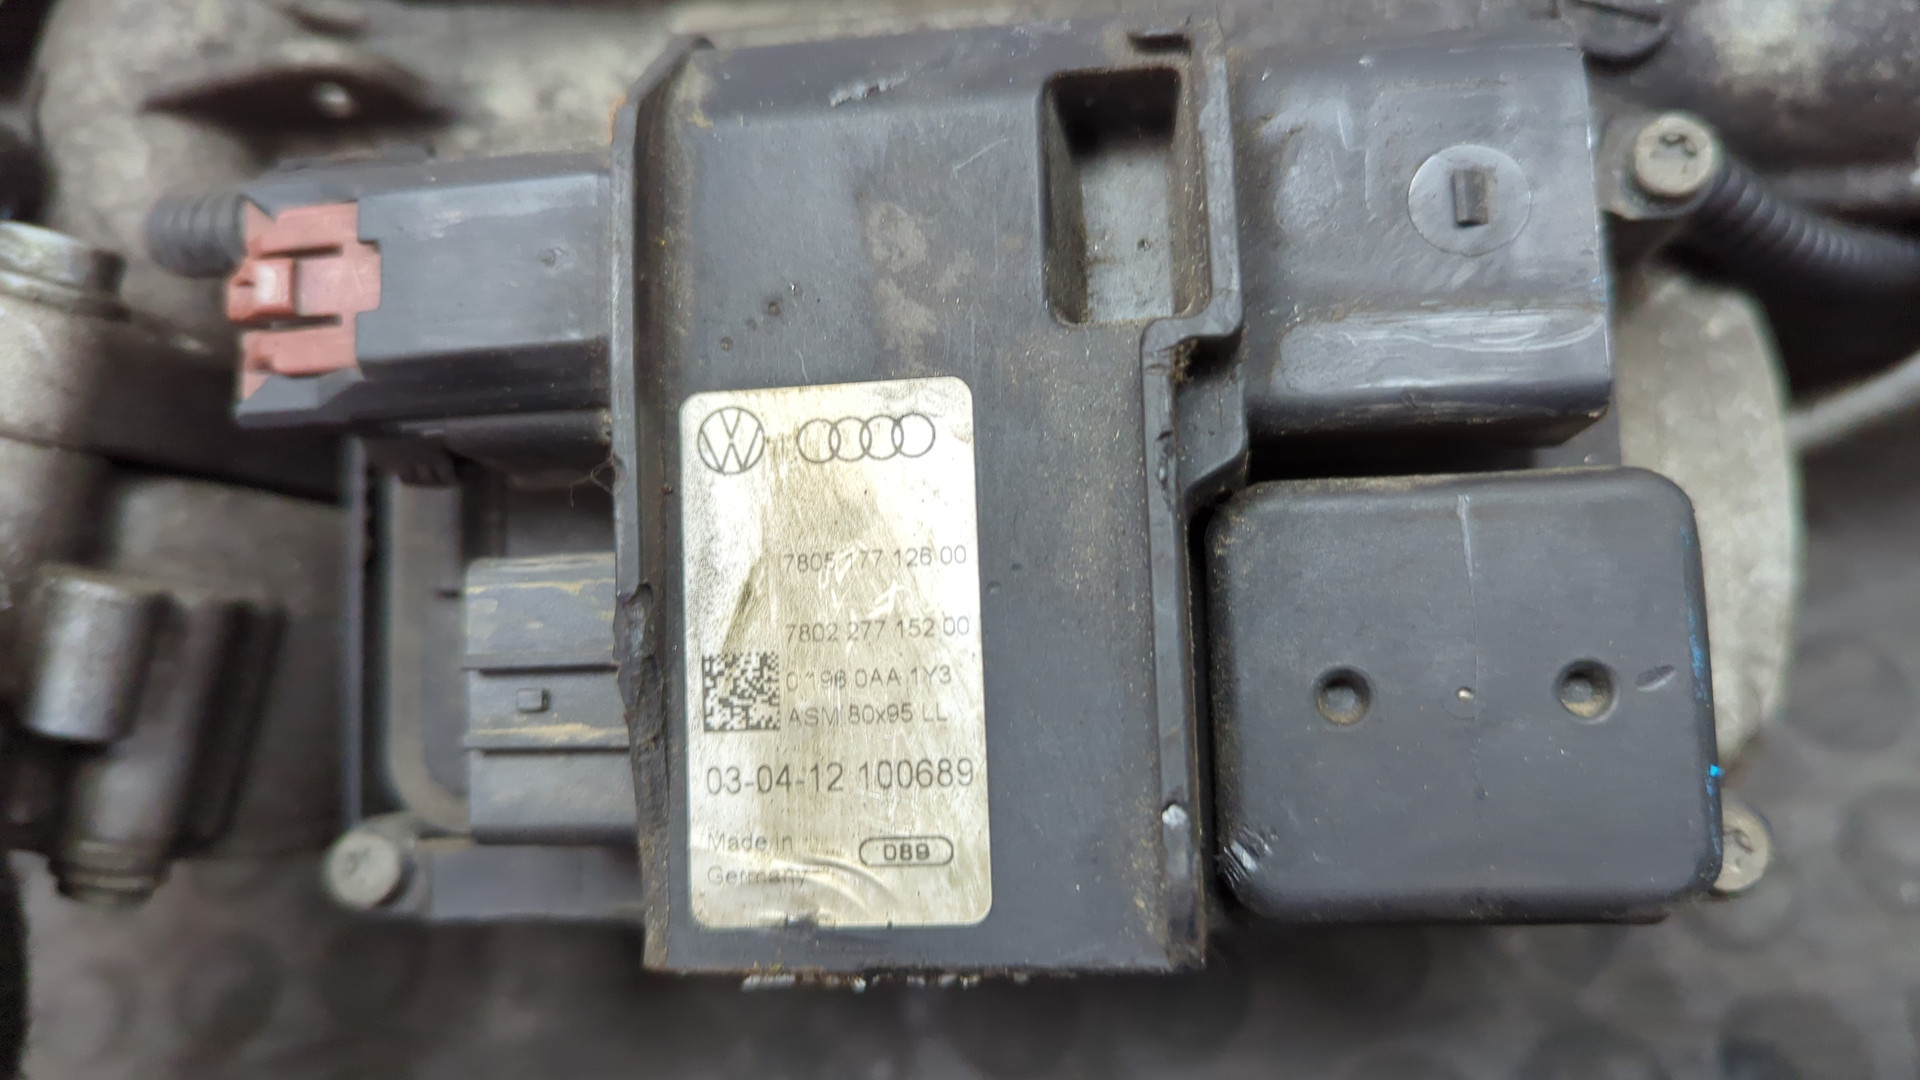 7805 177 126 00
7802 277 152 00
0AA 1Y3
ASM 80x95 LL
03-04-12 100689
Made in 089
Germany